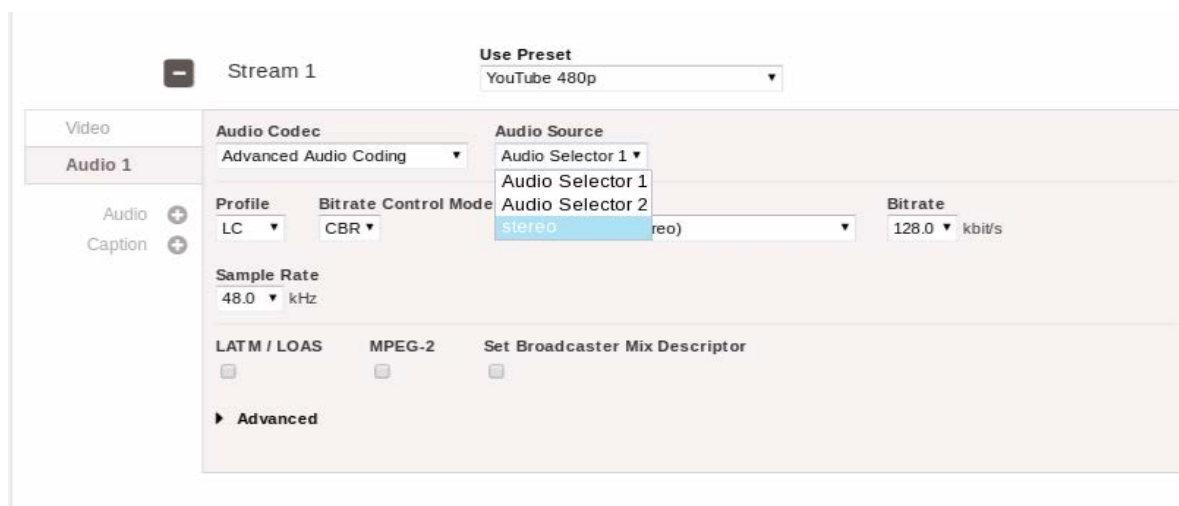 Use Preset
Stream 1
YouTube 480p
Video
Audio 1
Audio
Caption
Audio Codec
Audio Source
Advanced Audio Coding
Audio Selector 1
Audio Selector 1
Audio Selector 2
stereo
Profile
Bitrate Control Mode
Bitrate
LC
CBR
reo)
128.0
kbit/s
Sample Rate
48.0
kHz
LATM / LOAS
MPEG-2
Set Broadcaster Mix Descriptor
Advanced